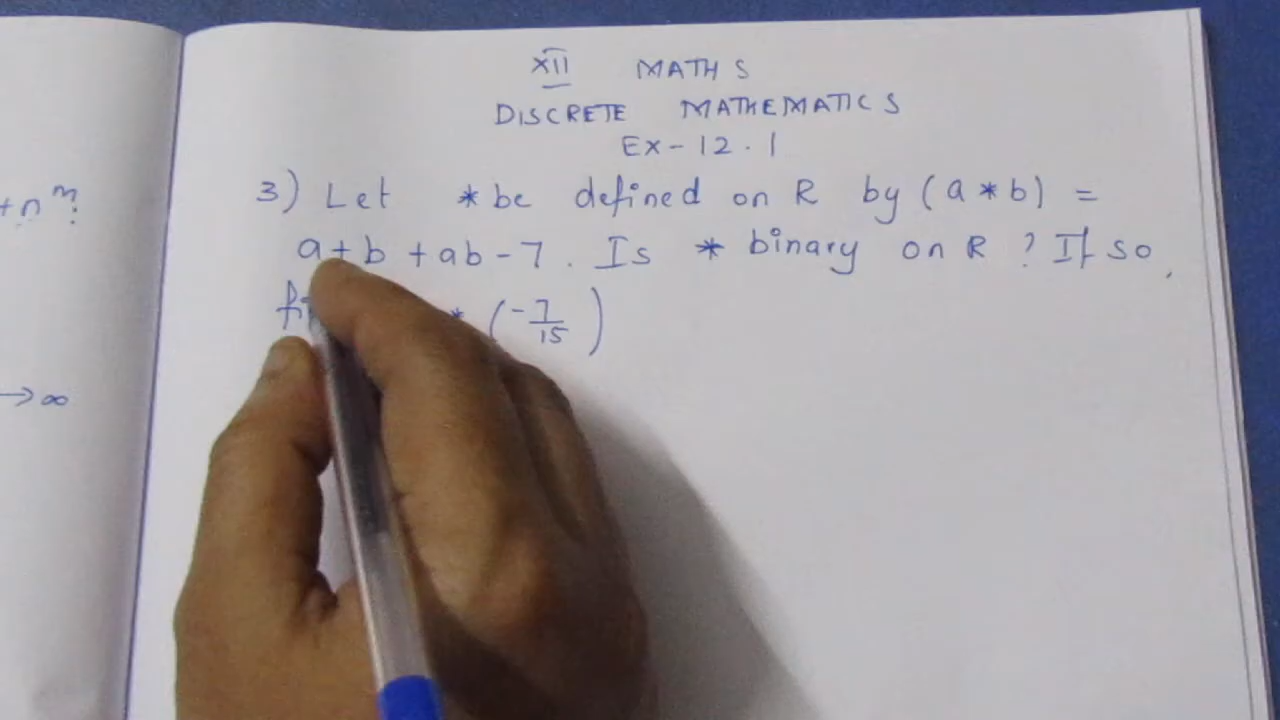 XII MATHS
DISCRETE MATHEMATICS
EX-12.1
3) Let * be defined on R by (a * b) =
a + b + ab - 7. Is * binary on R? If so,
* (-7/15)
+n^m:
→∞